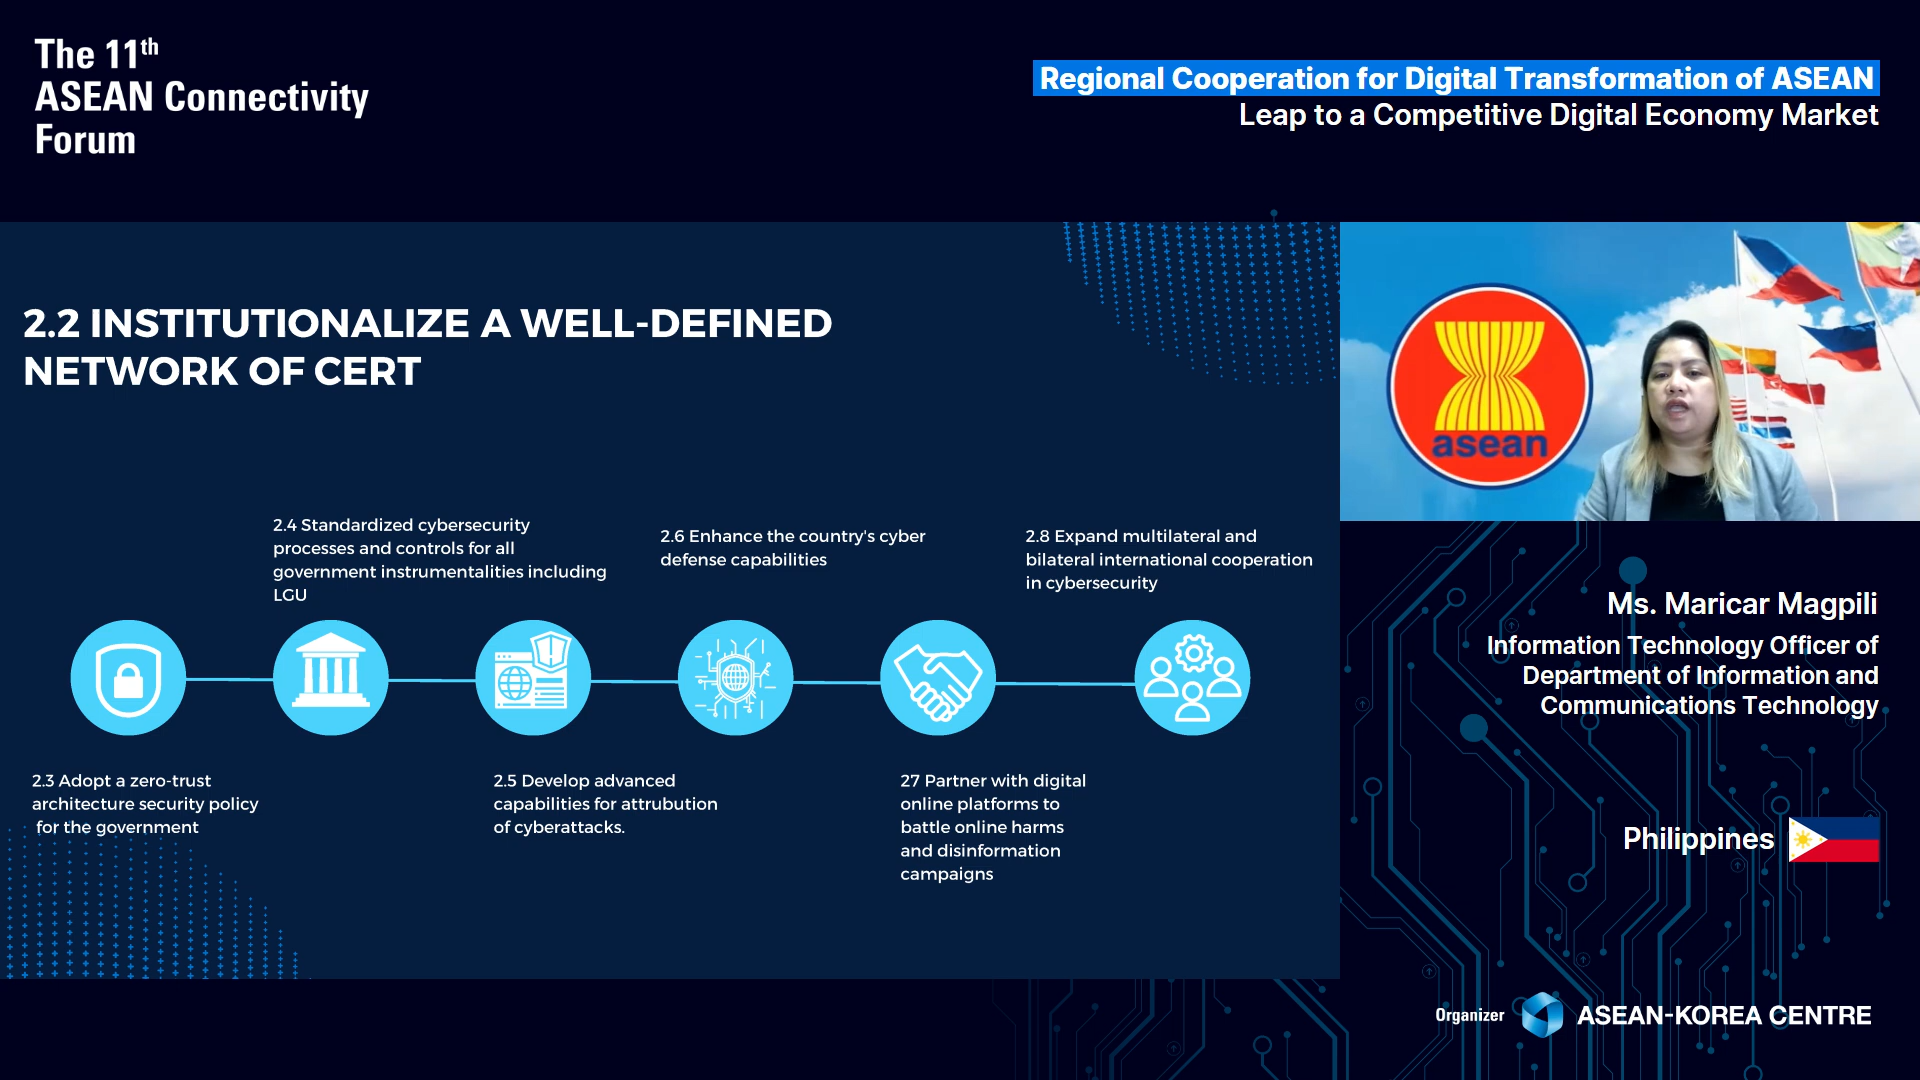 The 11th
ASEAN Connectivity
Forum
Regional Cooperation for Digital Transformation of ASEAN
Leap to a Competitive Digital Economy Market
2.2 INSTITUTIONALIZE A WELL-DEFINED
NETWORK OF CERT
2.4 Standardized cybersecurity
processes and controls for all
government instrumentalities including
LGU
2.6 Enhance the country's cyber
defense capabilities
2.8 Expand multilateral and
bilateral international cooperation
in cybersecurity
2.3 Adopt a zero-trust
architecture security policy
for the government
2.5 Develop advanced
capabilities for attrubution
of cyberattacks.
27 Partner with digital
online platforms to
battle online harms
and disinformation
campaigns
asean
Ms. Maricar Magpili
Information Technology Officer of
Department of Information and
Communications Technology
Philippines
Organizer ASEAN-KOREA CENTRE